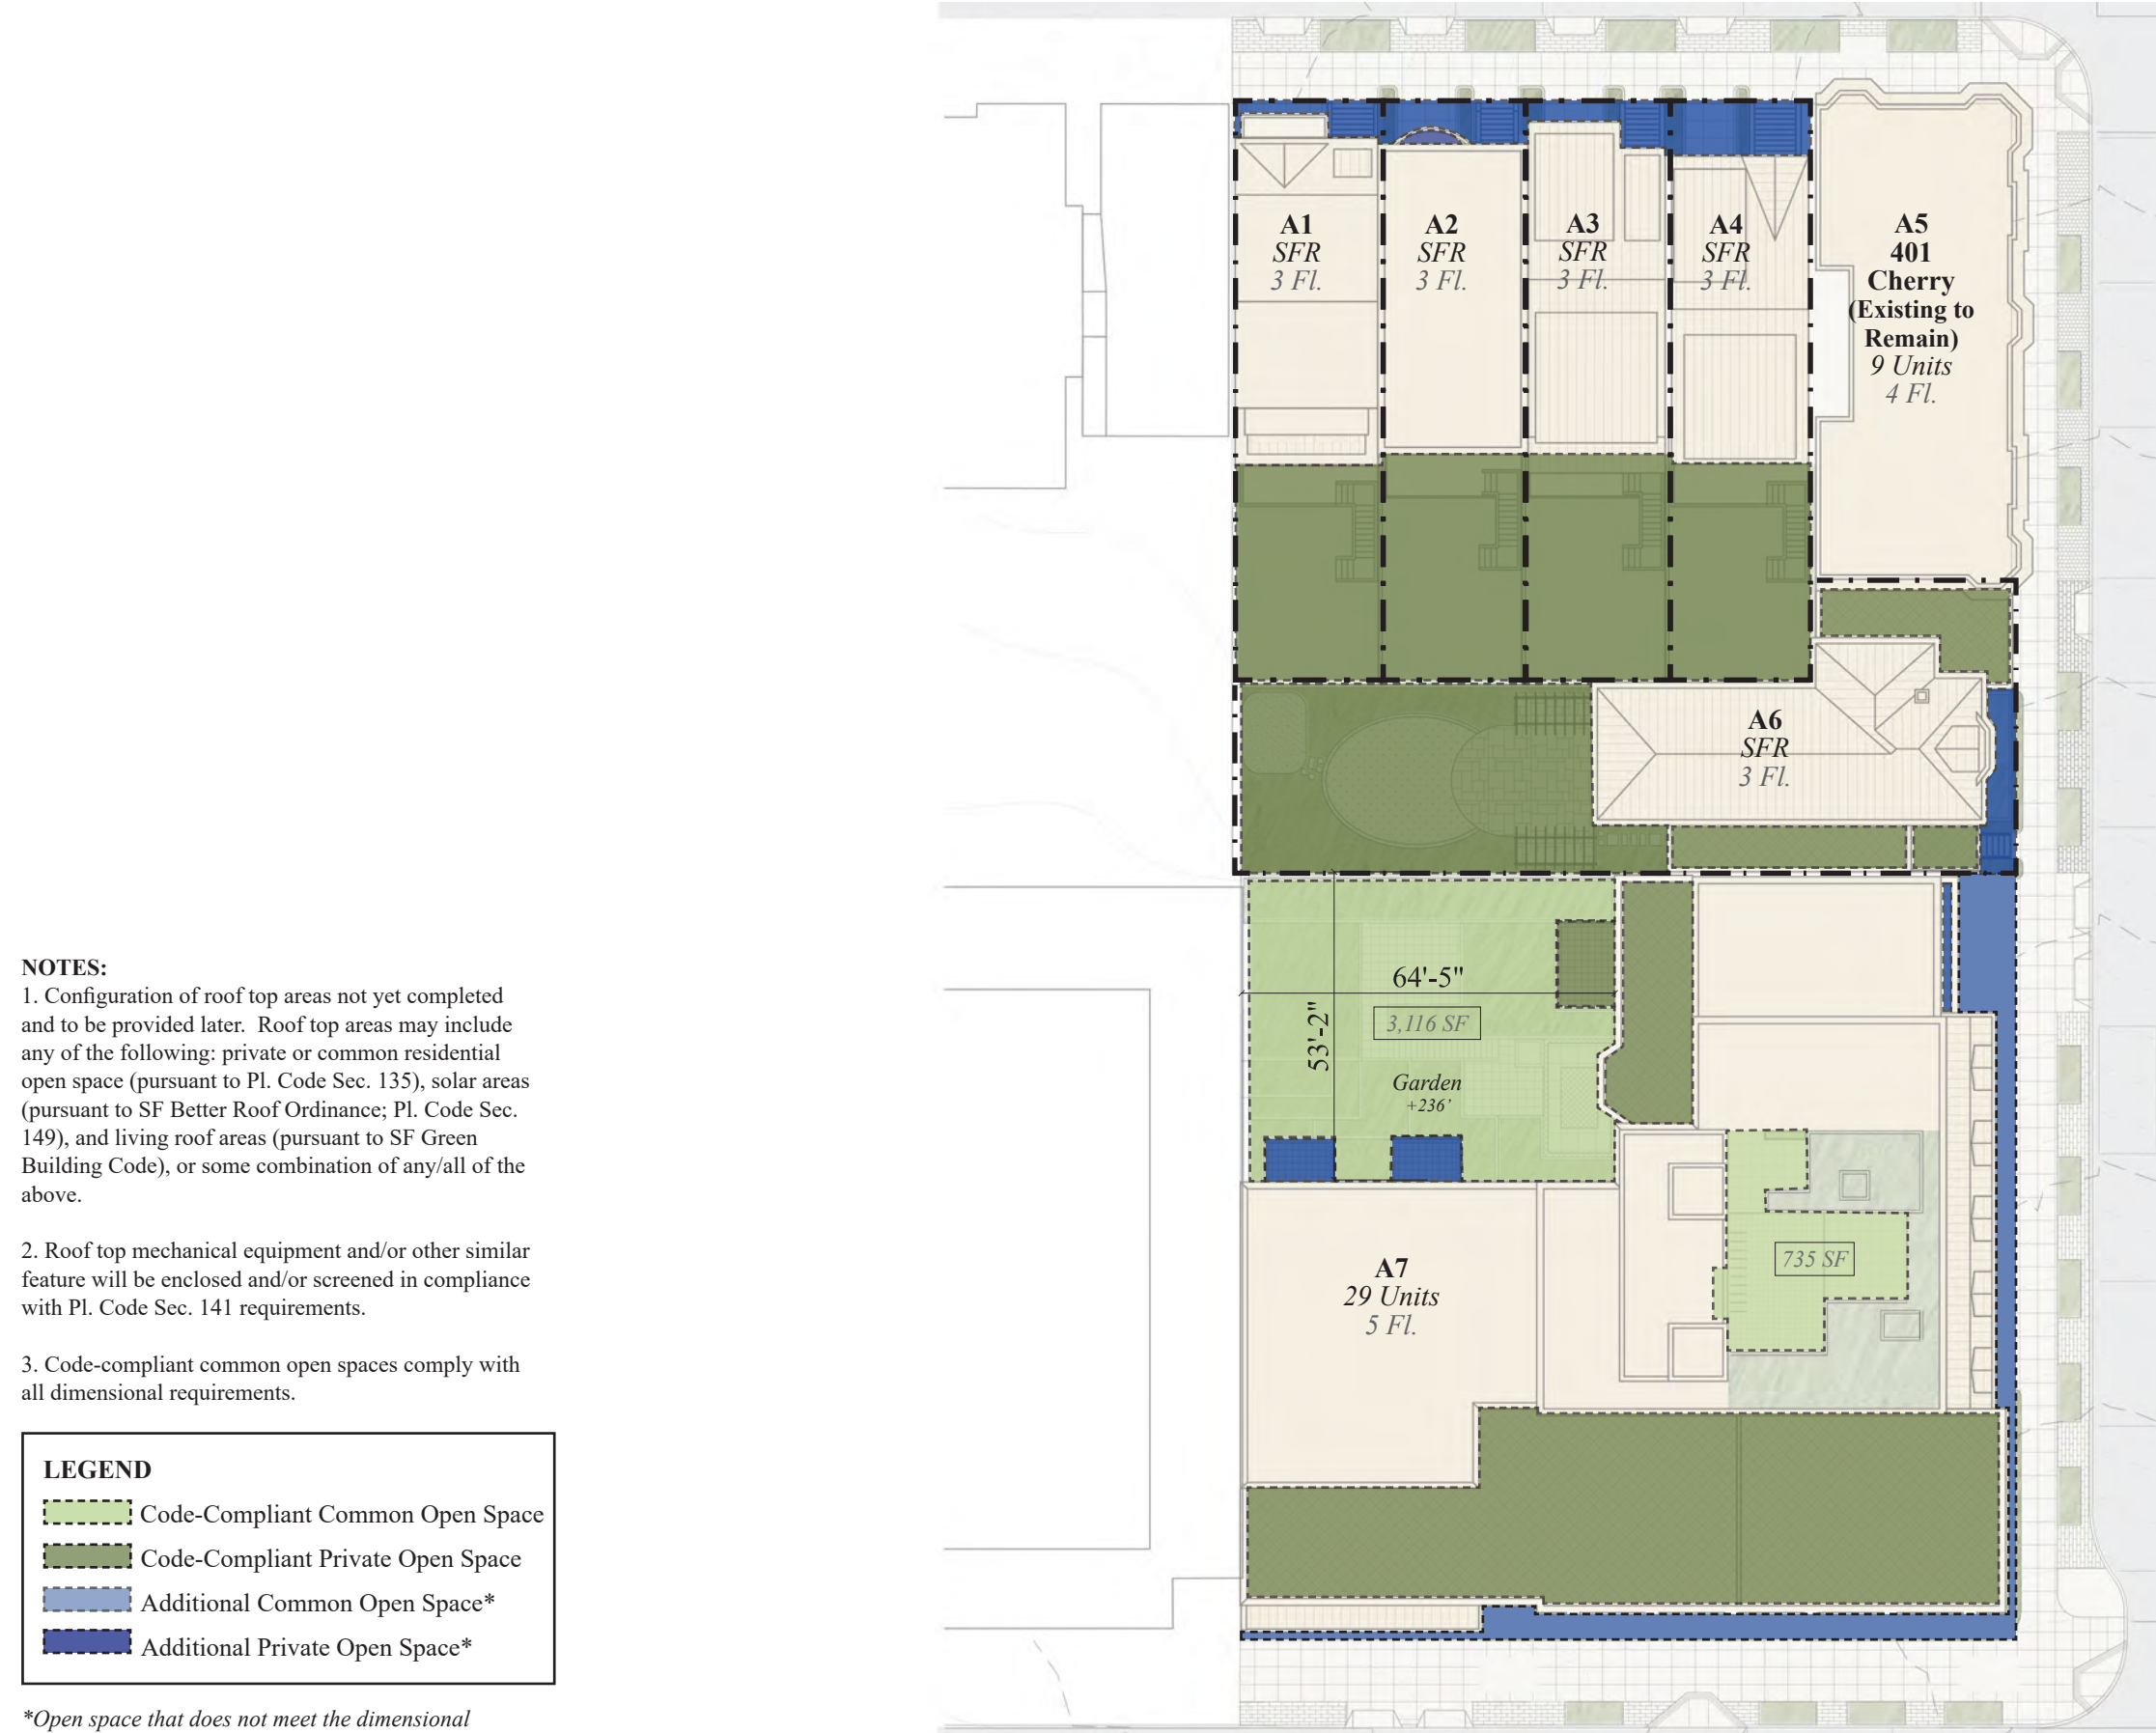 A1
SFR
3 Fl.
A2
SFR
3 Fl.
A3
SFR
3 Fl.
A4
SFR
3 Fl.
A5
401
Cherry
(Existing to
Remain)
9 Units
4 Fl.
A6
SFR
3 Fl.
64'-5"
53'-2"
3,116 SF
Garden
+236’
735 SF
A7
29 Units
5 Fl.
NOTES:
1. Configuration of roof top areas not yet completed
and to be provided later.  Roof top areas may include
any of the following: private or common residential
open space (pursuant to Pl. Code Sec. 135), solar areas
(pursuant to SF Better Roof Ordinance; Pl. Code Sec.
149), and living roof areas (pursuant to SF Green
Building Code), or some combination of any/all of the
above.
2. Roof top mechanical equipment and/or other similar
feature will be enclosed and/or screened in compliance
with Pl. Code Sec. 141 requirements.
3. Code-compliant common open spaces comply with
all dimensional requirements.
LEGEND
Code-Compliant Common Open Space
Code-Compliant Private Open Space
Additional Common Open Space*
Additional Private Open Space*
*Open space that does not meet the dimensional